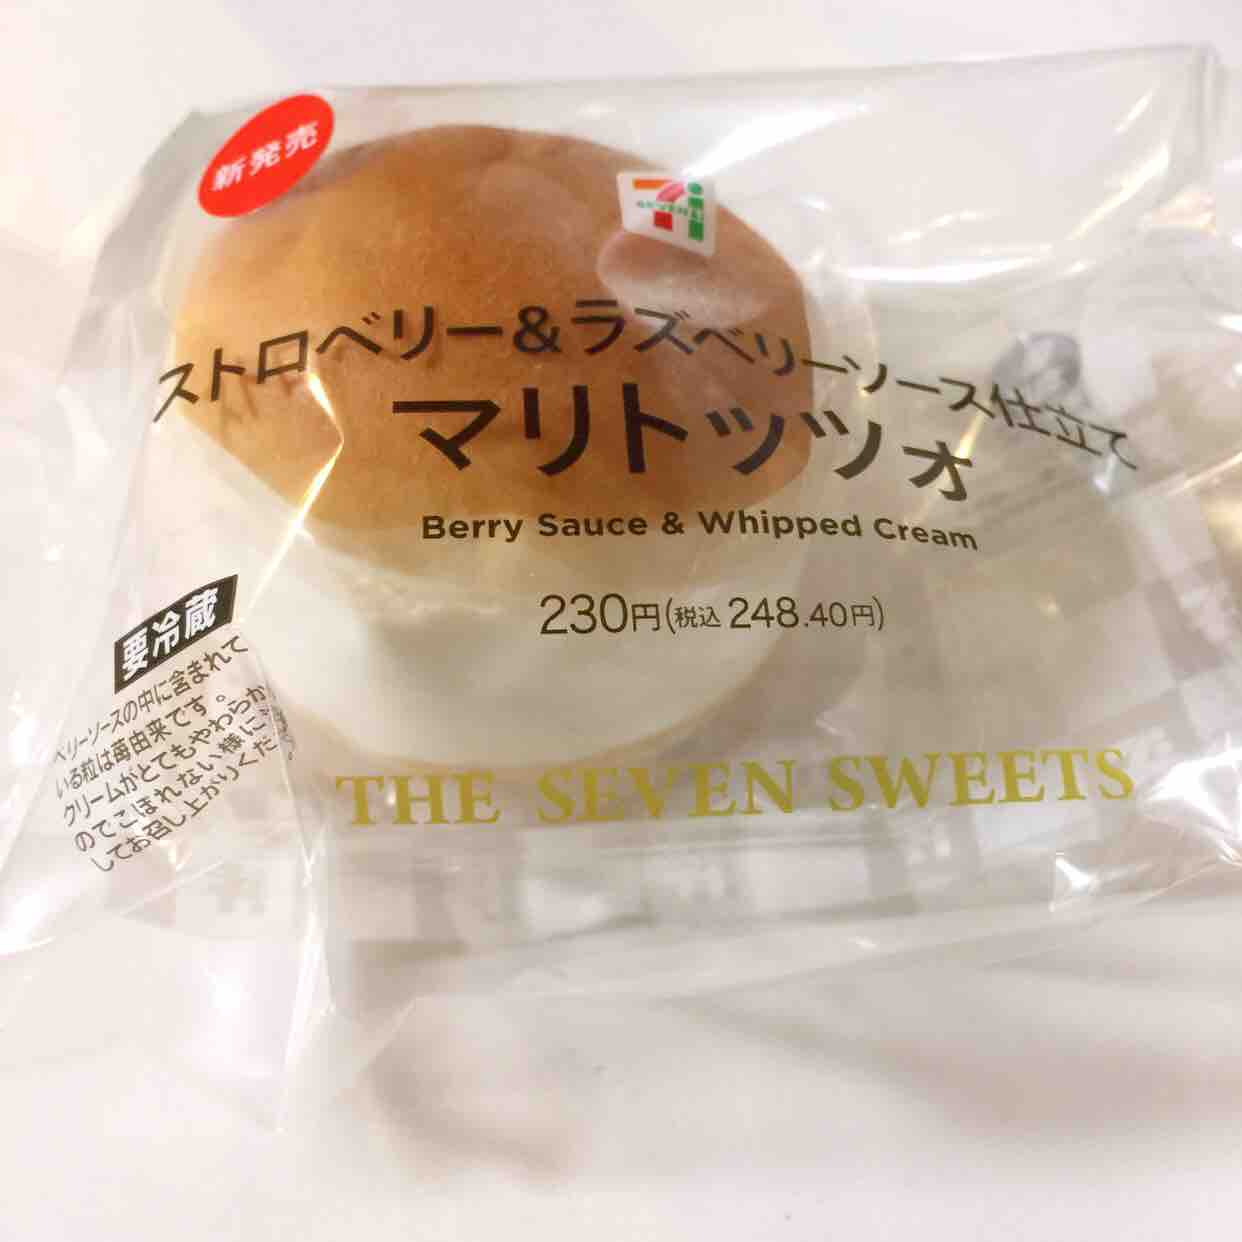 新発売
SEVEN
ストロベリー&ラズベリーソース仕立て
マリトッツォ
Berry Sauce & Whipped Cream
230円(税込 248.40円)
要冷蔵
ベリーソースの中に含まれて
いる粒は苺由来です。
クリームがとてもやわらか
のでこぼれない様に
してお召し上がりくだ
THE SEVEN SWEETS